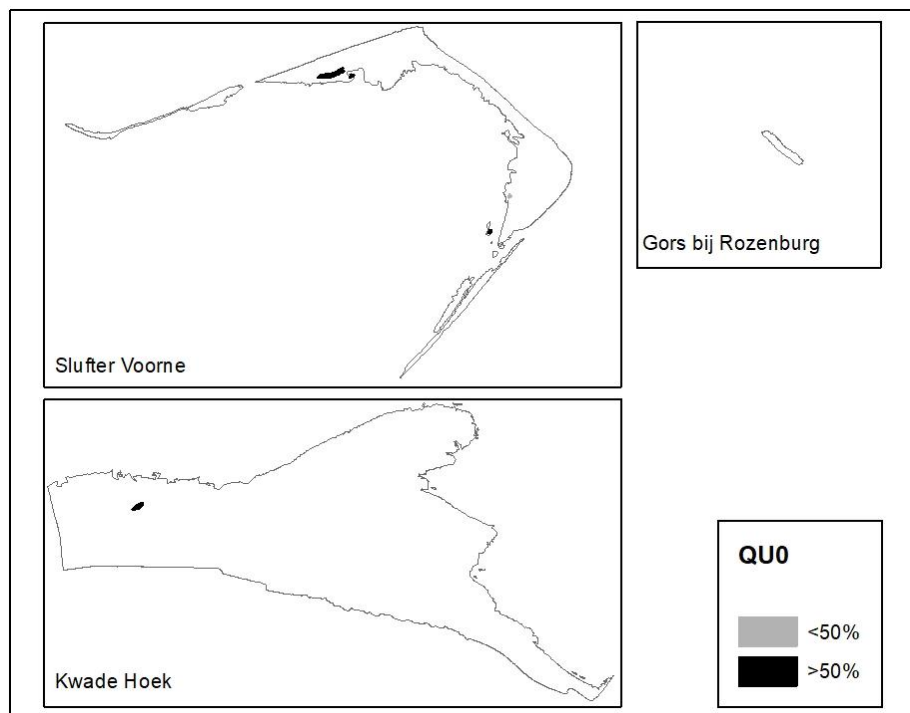 Slufter Voorne
Gors bij Rozenburg
Kwade Hoek
QU0
<50%
>50%